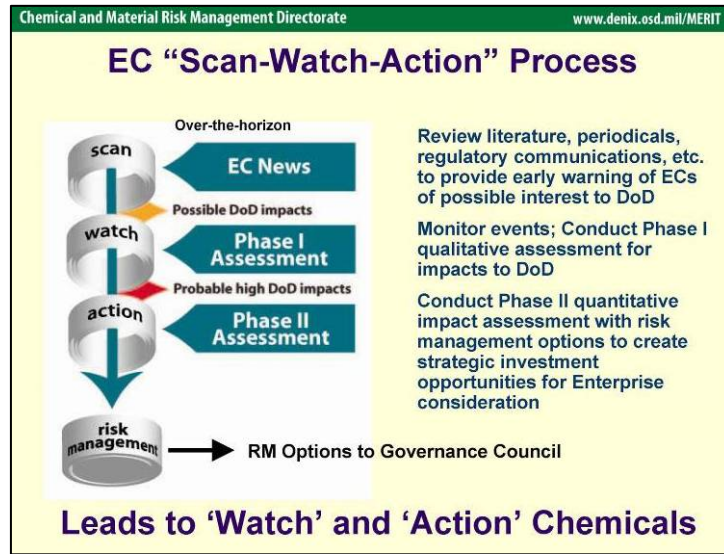 Chemical and Material Risk Management Directorate
www.denix.osd.mil/MERIT
EC “Scan-Watch-Action” Process
Over-the-horizon
scan
EC News
Possible DoD impacts
watch
Phase I
Assessment
Probable high DoD impacts
action
Phase II
Assessment
risk
management
RM Options to Governance Council
Review literature, periodicals,
regulatory communications, etc.
to provide early warning of ECs
of possible interest to DoD
Monitor events; Conduct Phase I
qualitative assessment for
impacts to DoD
Conduct Phase II quantitative
impact assessment with risk
management options to create
strategic investment
opportunities for Enterprise
consideration
Leads to ‘Watch’ and ‘Action’ Chemicals